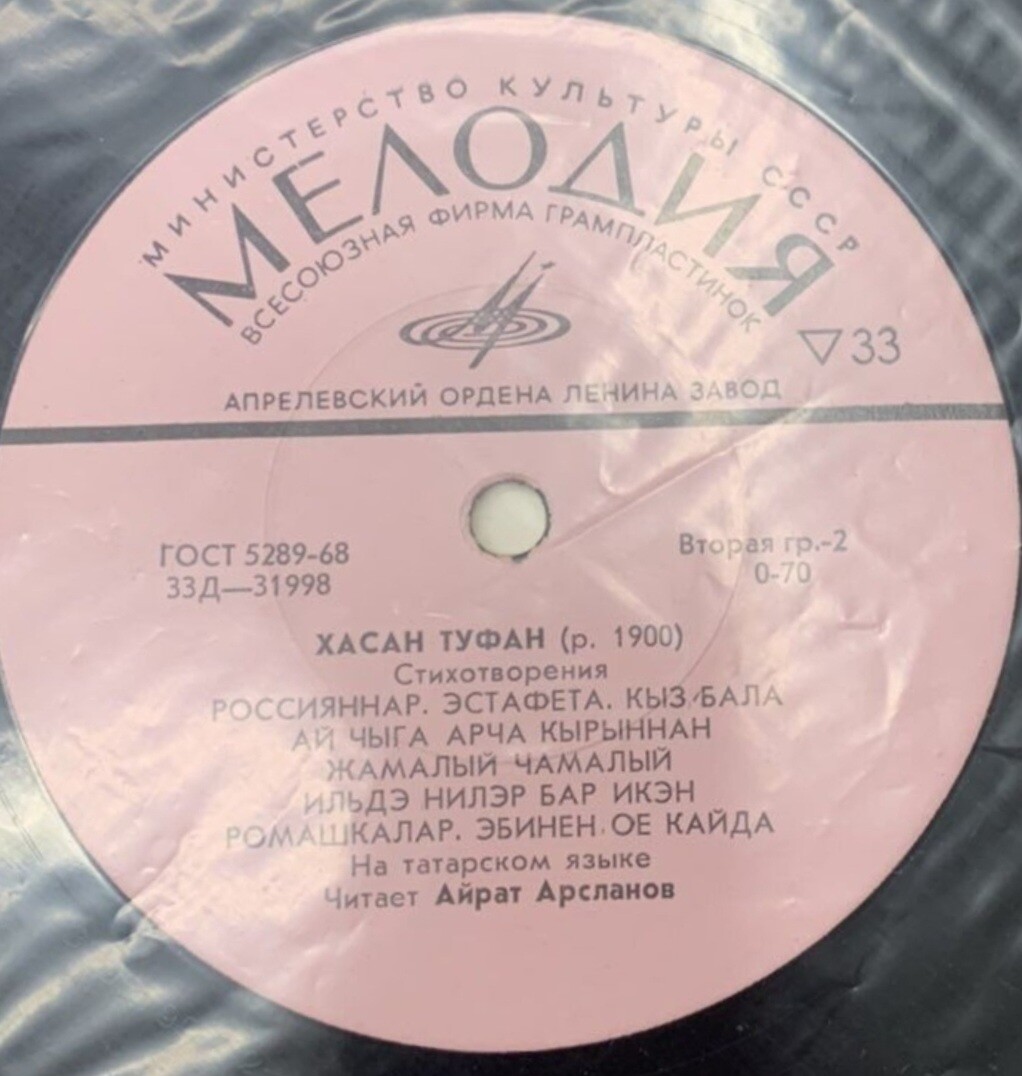 МИНИСТЕРСТВО КУЛЬТУРЫ СССР
МЕЛОДИЯ
ВСЕСОЮЗНАЯ ФИРМА ГРАМПЛАСТИНОК
▽33
АПРЕЛЕВСКИЙ ОРДЕНА ЛЕНИНА ЗАВОД
ГОСТ 5289-68
33Д—31998
Вторая гр.-2
0-70
ХАСАН ТУФАН (р. 1900)
Стихотворения
РОССИЯННАР. ЭСТАФЕТА. КЫЗ БАЛА
АЙ ЧЫГА АРЧА КЫРЫННАН
ЖАМАЛЫЙ ЧАМАЛЫЙ
ИЛЬДЭ НИЛЭР БАР ИКЭН
РОМАШКАЛАР. ЭБИНЕН ОЕ КАЙДА
На татарском языке
Читает Айрат Арсланов